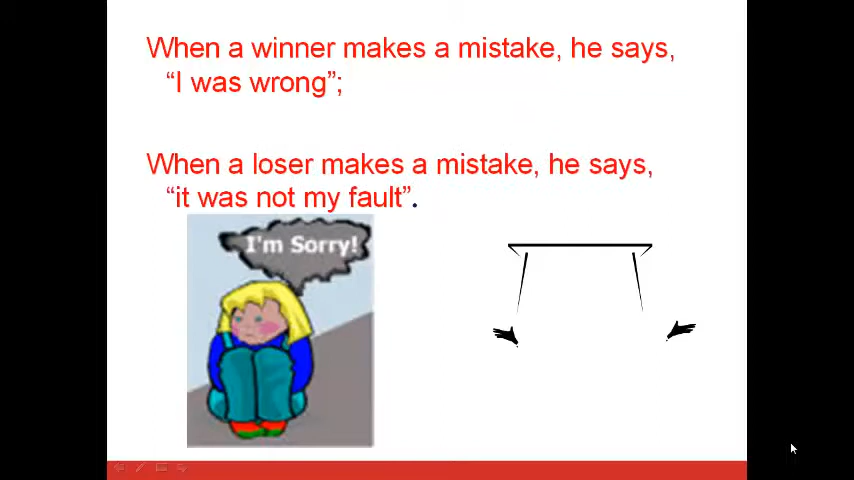 When a winner makes a mistake, he says,
“I was wrong”;
When a loser makes a mistake, he says,
“it was not my fault”.
I'm Sorry!